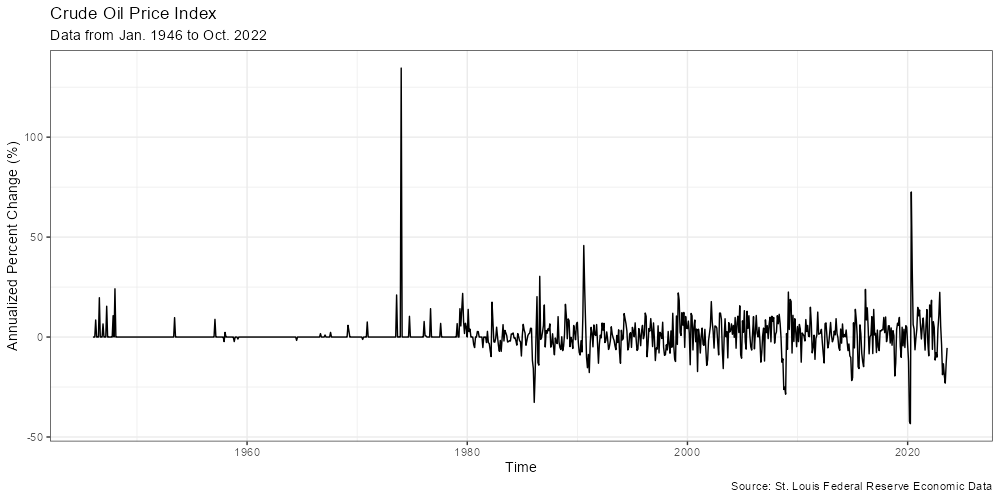 Crude Oil Price Index
Data from Jan. 1946 to Oct. 2022
Annualized Percent Change (%)
100
50
0
-50
1960
1980
2000
2020
Time
Source: St. Louis Federal Reserve Economic Data